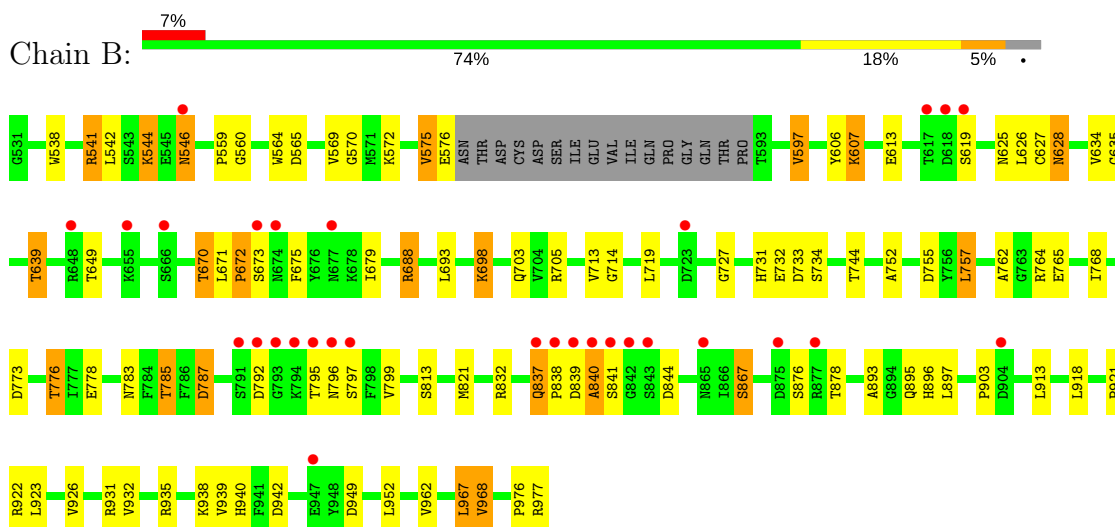 7%
Chain B:
74% 18% 5% •
G531 W538 R541 L542 S543 K544 E545 N546 P559 G560 W564 D565 V569 G570 M571 K572 V575 E576 ASN THR ASP CYS ASP SER ILE GLU VAL ILE GLN PRO GLY GLN THR PRO T593 V597 Y606 K607 E613 T617 D618 S619 N625 L626 C627 N628 V634 G635
T639 R648 T649 K655 S666 T670 L671 P672 S673 N674 F675 Y676 N677 K678 I679 R688 L693 K698 Q703 V704 R705 V713 G714 L719 D723 G727 H731 E732 D733 S734 T744 A752 D755 Y756 L757 A762 G763 R764 E765 I768
D773 T776 I777 E778 N783 F784 T785 F786 D787 S791 D792 G793 K794 T795 N796 S797 F798 V799 S813 M821 R832 Q837 P838 D839 A840 S841 G842 S843 D844 N865 I866 S867 D875 S876 R877 T878 A893 G894 Q895 H896 L897 P903 D904 L913 L918
R922 L923 V926 R931 V932 R935 K938 V939 H940 F941 D942 E947 Y948 D949 L952 V962 L967 V968 P976 R977